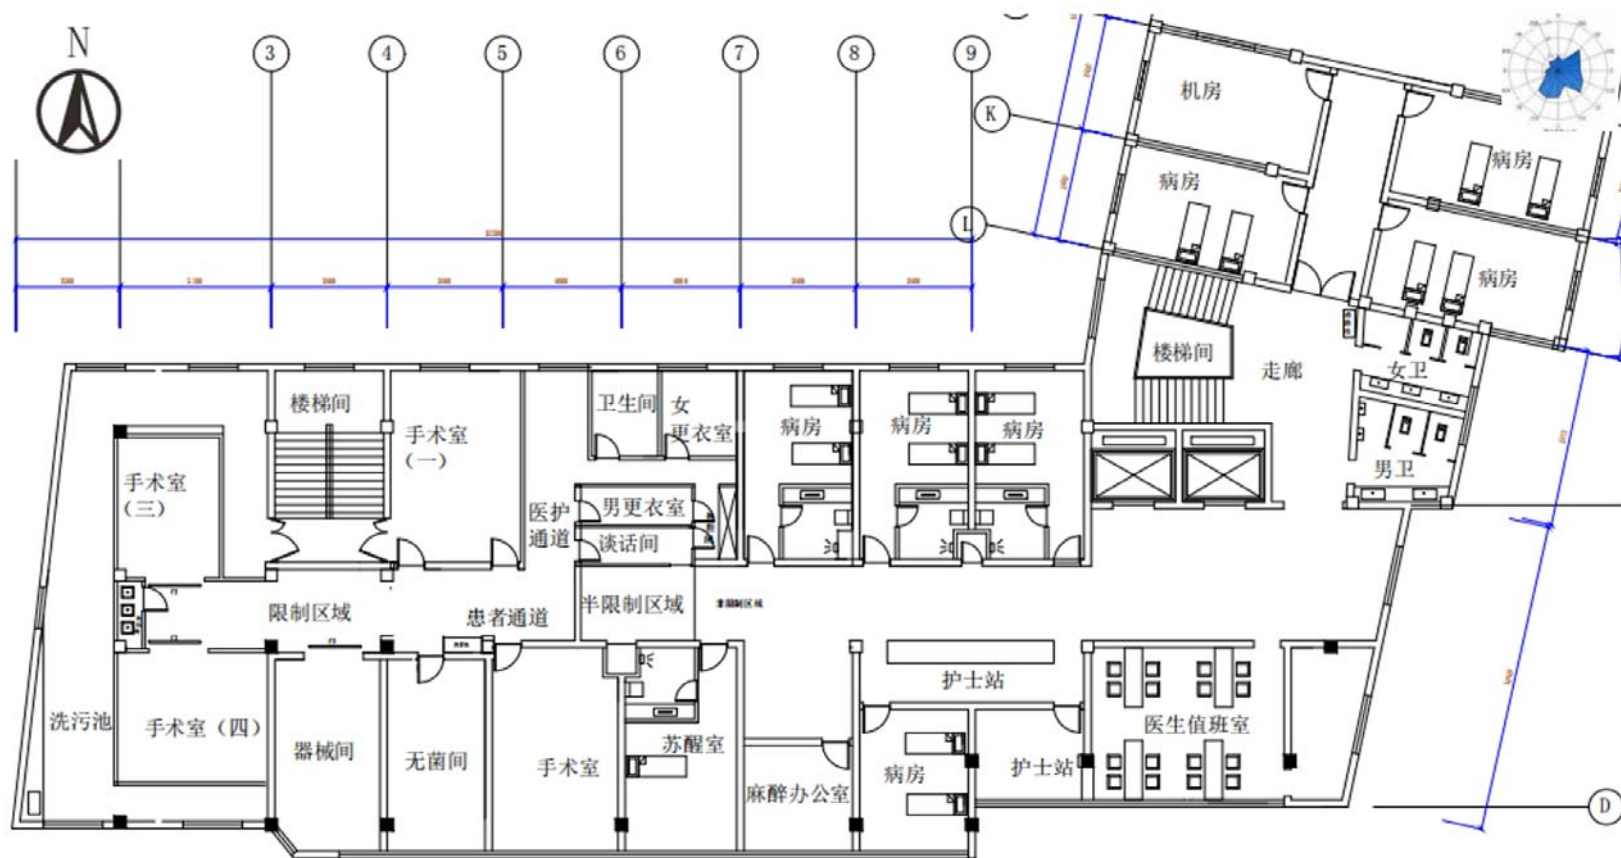 N
3
4
5
6
7
8
9
K
L
机房
病房
病房
病房
楼梯间
走廊
女卫
男卫
楼梯间
手术室
（一）
卫生间
女
更衣室
病房
病房
病房
手术室
（三）
医护
通道
男更衣室
谈话间
限制区域
患者通道
半限制区域
非限制区域
护士站
洗污池
手术室（四）
器械间
无菌间
手术室
苏醒室
麻醉办公室
病房
护士站
医生值班室
D